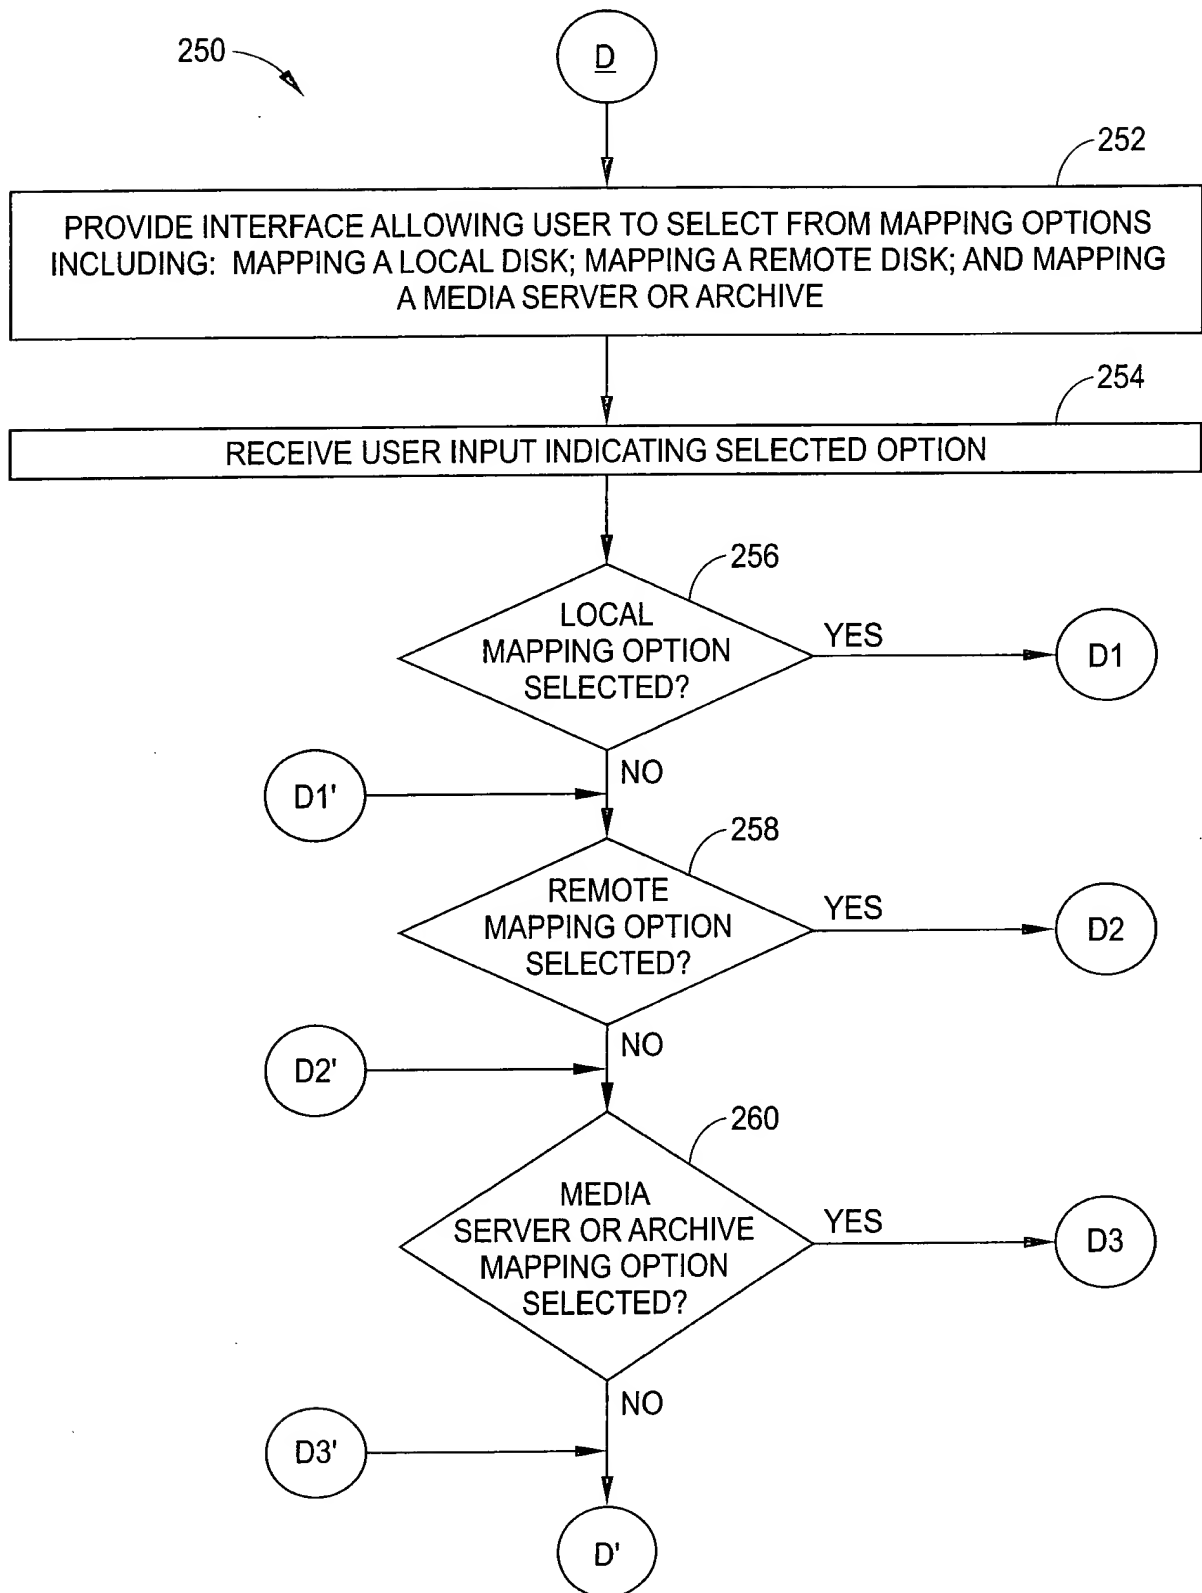 250
D
252
PROVIDE INTERFACE ALLOWING USER TO SELECT FROM MAPPING OPTIONS
INCLUDING: MAPPING A LOCAL DISK; MAPPING A REMOTE DISK; AND MAPPING
A MEDIA SERVER OR ARCHIVE
254
RECEIVE USER INPUT INDICATING SELECTED OPTION
256
LOCAL
MAPPING OPTION
SELECTED?
YES
D1
NO
D1'
258
REMOTE
MAPPING OPTION
SELECTED?
YES
D2
NO
D2'
260
MEDIA
SERVER OR ARCHIVE
MAPPING OPTION
SELECTED?
YES
D3
NO
D3'
D'